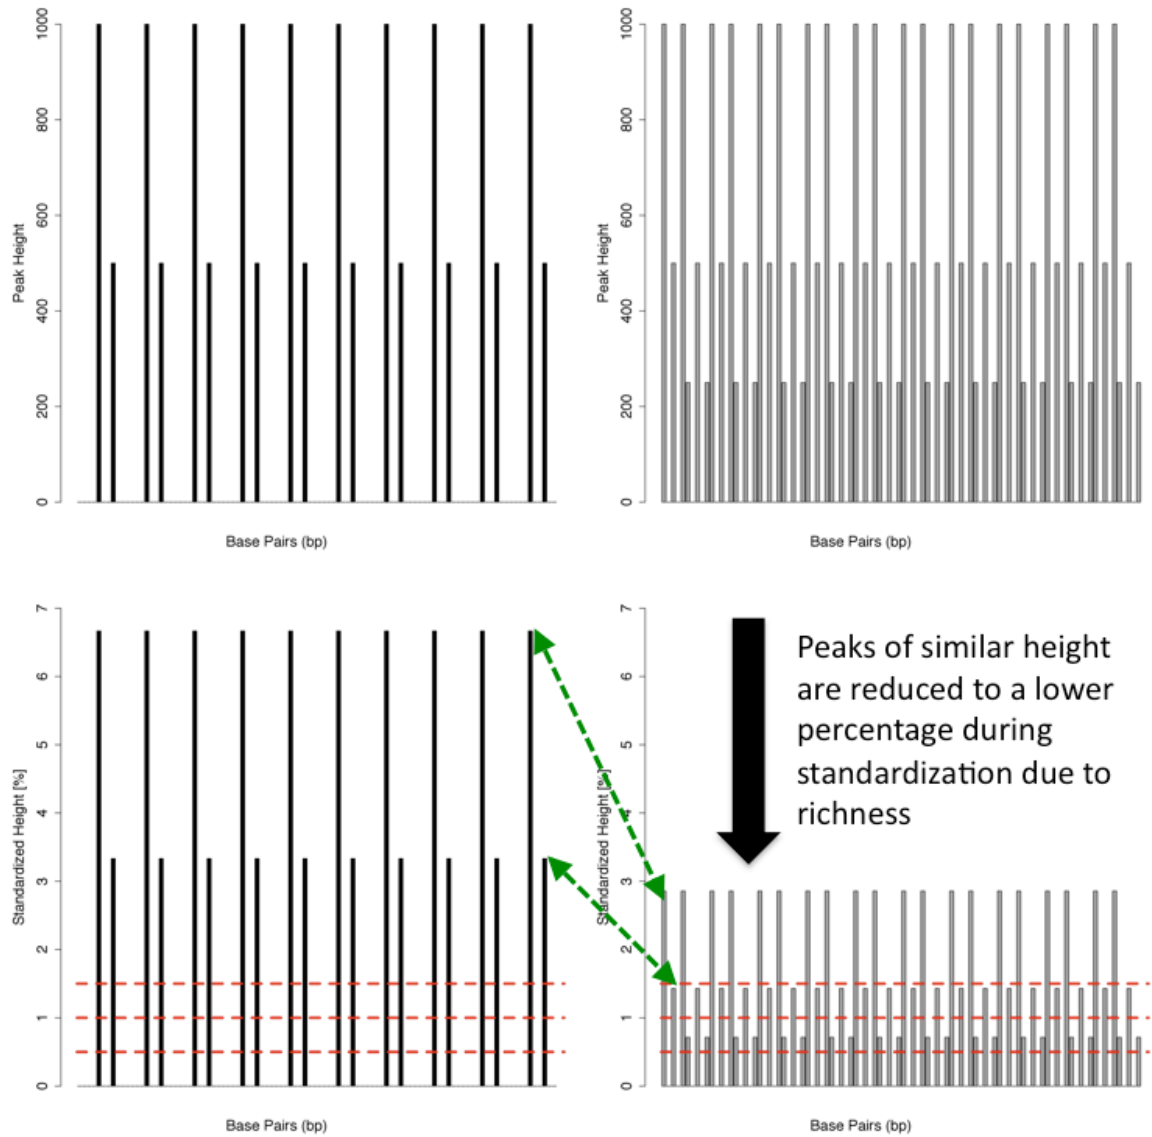 1000
800
600
400
200
0
Peak Height
Base Pairs (bp)
1000
800
600
400
200
0
Peak Height
Base Pairs (bp)
7
6
5
4
3
2
1
0
Standardized Height [%]
Base Pairs (bp)
7
6
5
4
3
2
1
0
Standardized Height [%]
Base Pairs (bp)
Peaks of similar height
are reduced to a lower
percentage during
standardization due to
richness